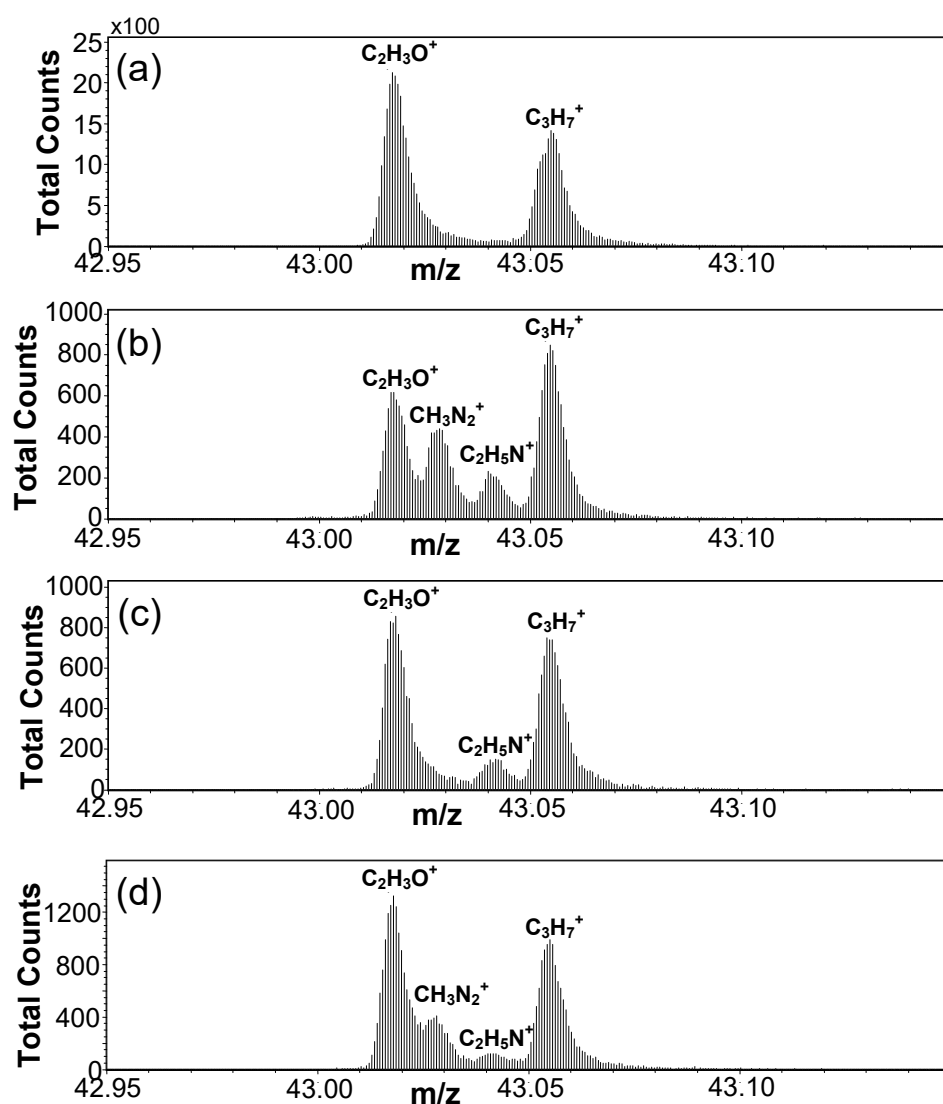 x100
25
20
15
10
5
0
Total Counts
(a)
C₂H₃O⁺
C₃H₇⁺
42.95 43.00 43.05 43.10
m/z
1000
800
600
400
200
0
Total Counts
(b)
C₂H₃O⁺
CH₃N₂⁺
C₂H₅N⁺
C₃H₇⁺
42.95 43.00 43.05 43.10
m/z
1000
800
600
400
200
0
Total Counts
(c)
C₂H₃O⁺
C₂H₅N⁺
C₃H₇⁺
42.95 43.00 43.05 43.10
m/z
1200
800
400
0
Total Counts
(d)
C₂H₃O⁺
CH₃N₂⁺
C₂H₅N⁺
C₃H₇⁺
42.95 43.00 43.05 43.10
m/z